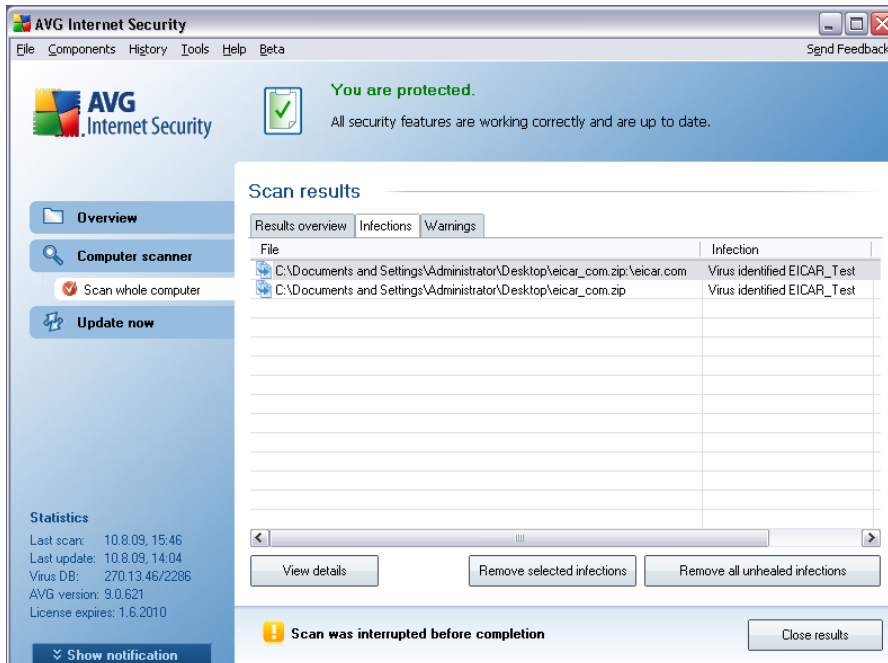 AVG Internet Security
File Components History Tools Help Beta Send Feedback
AVG
Internet Security
You are protected.
All security features are working correctly and are up to date.
Overview
Computer scanner
Scan whole computer
Update now
Scan results
Results overview Infections Warnings
File Infection
C:\Documents and Settings\Administrator\Desktop\eicar_com.zip:\eicar.com Virus identified EICAR_Test
C:\Documents and Settings\Administrator\Desktop\eicar_com.zip Virus identified EICAR_Test
Statistics
Last scan: 10.8.09, 15:46
Last update: 10.8.09, 14:04
Virus DB: 270.13.46/2286
AVG version: 9.0.621
License expires: 1.6.2010
Show notification
View details Remove selected infections Remove all unhealed infections
Scan was interrupted before completion Close results